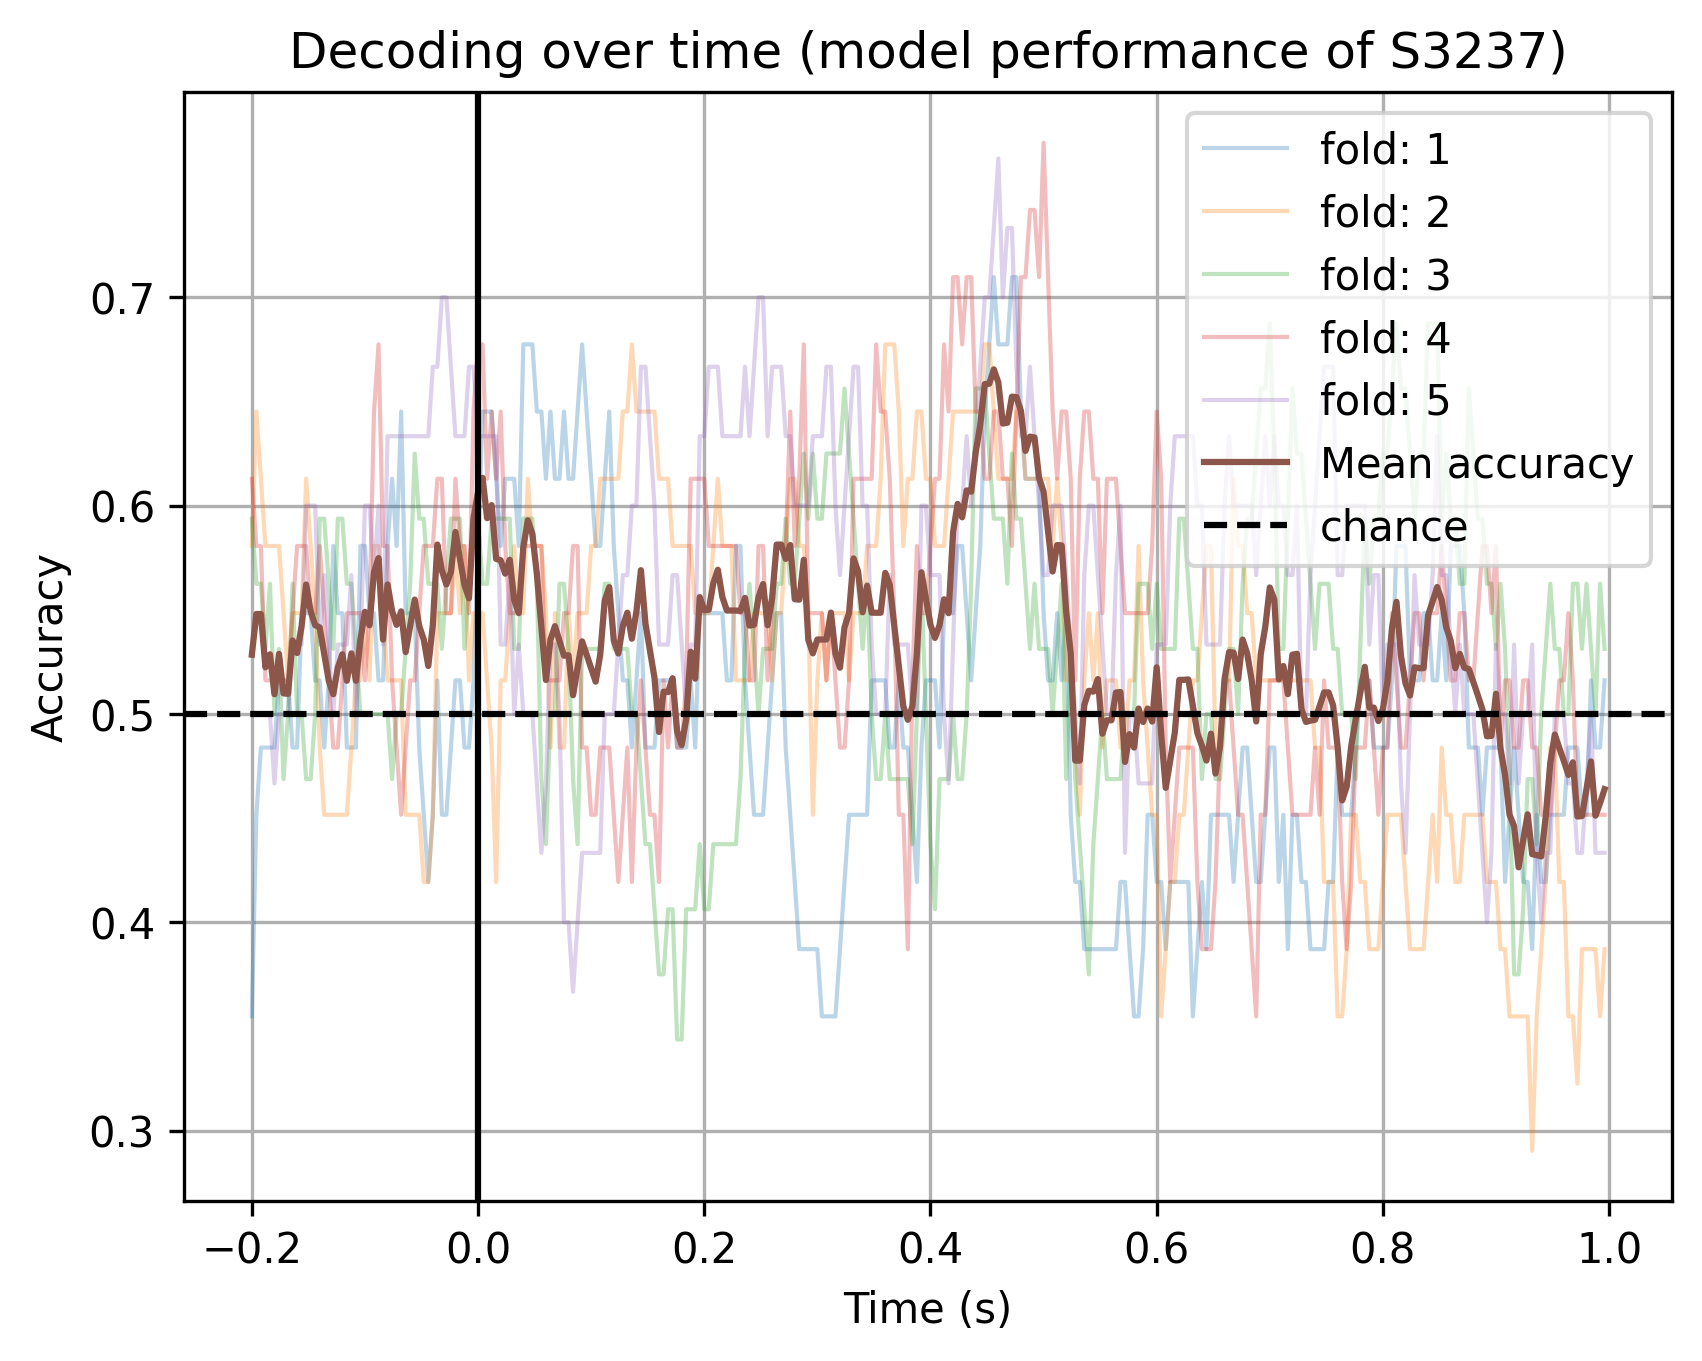 Decoding over time (model performance of S3237)
fold: 1
fold: 2
fold: 3
fold: 4
fold: 5
Mean accuracy
chance
Accuracy
0.7
0.6
0.5
0.4
0.3
−0.2 0.0 0.2 0.4 0.6 0.8 1.0
Time (s)